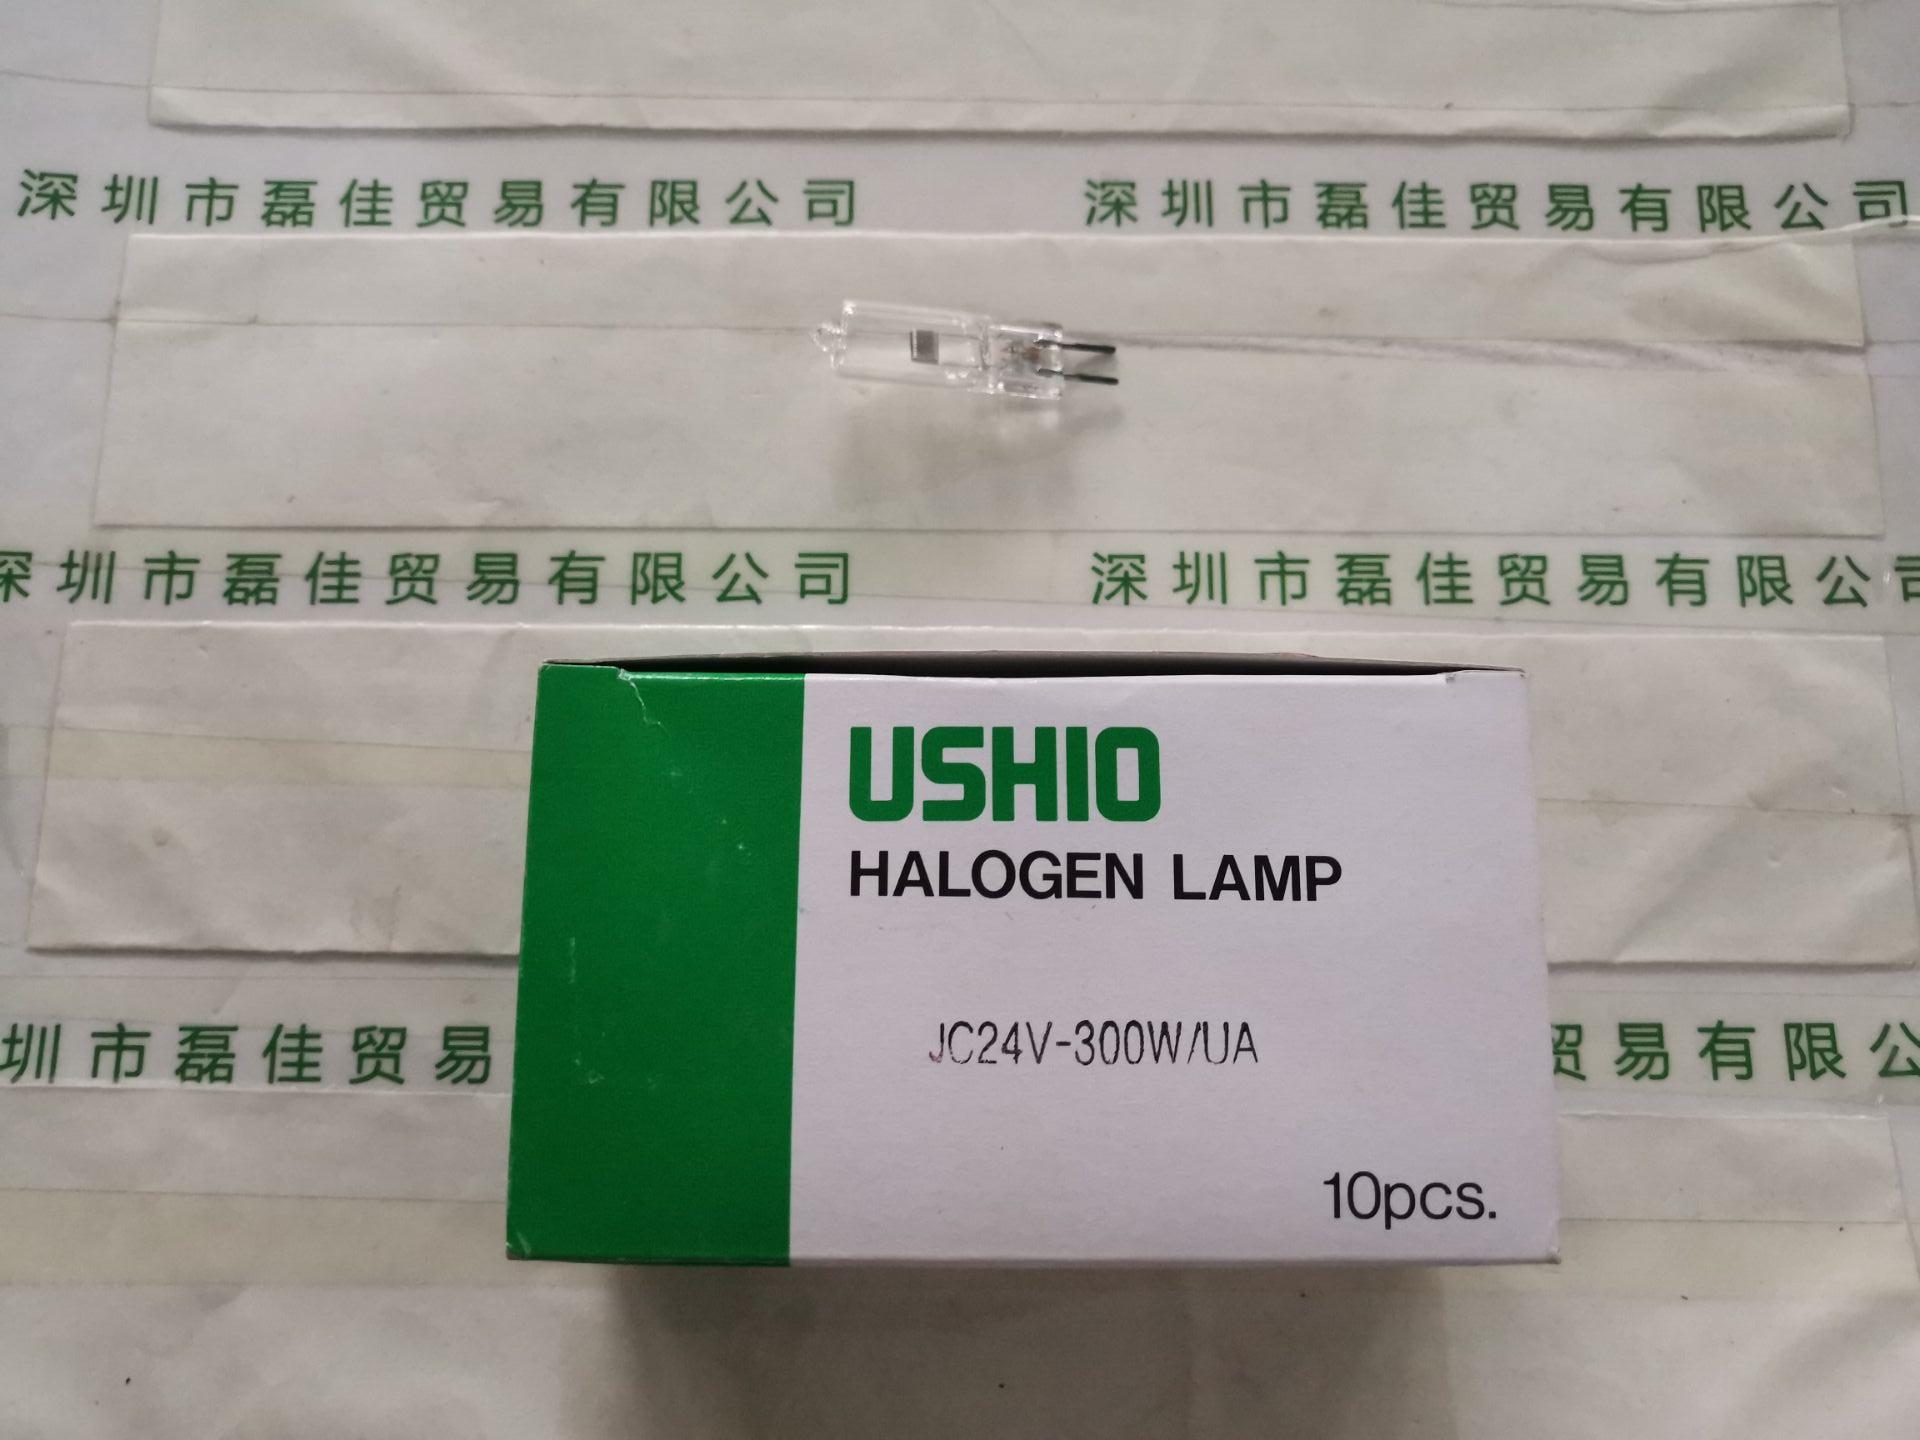 深圳市磊佳贸易有限公司 深圳市磊佳贸易有限公司
深圳市磊佳贸易有限公司 深圳市磊佳贸易有限公司
USHIO
HALOGEN LAMP
圳市磊佳贸易 贸易有限公
JC24V-300W/UA
10pcs.